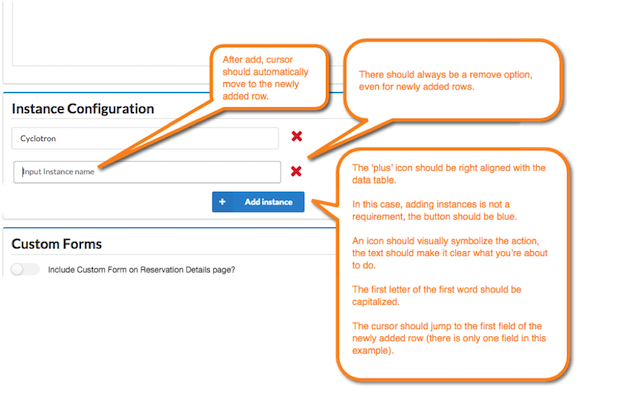 After add, cursor
should automatically
move to the newly
added row.
There should always be a remove option,
even for newly added rows.
Instance Configuration
Cyclotron
Input Instance name
+ Add instance
The 'plus' icon should be right aligned with the
data table.
In this case, adding instances is not a
requirement, the button should be blue.
An icon should visually symbolize the action,
the text should make it clear what you're about
to do.
The first letter of the first word should be
capitalized.
The cursor should jump to the first field of the
newly added row (there is only one field in this
example).
Custom Forms
Include Custom Form on Reservation Details page?